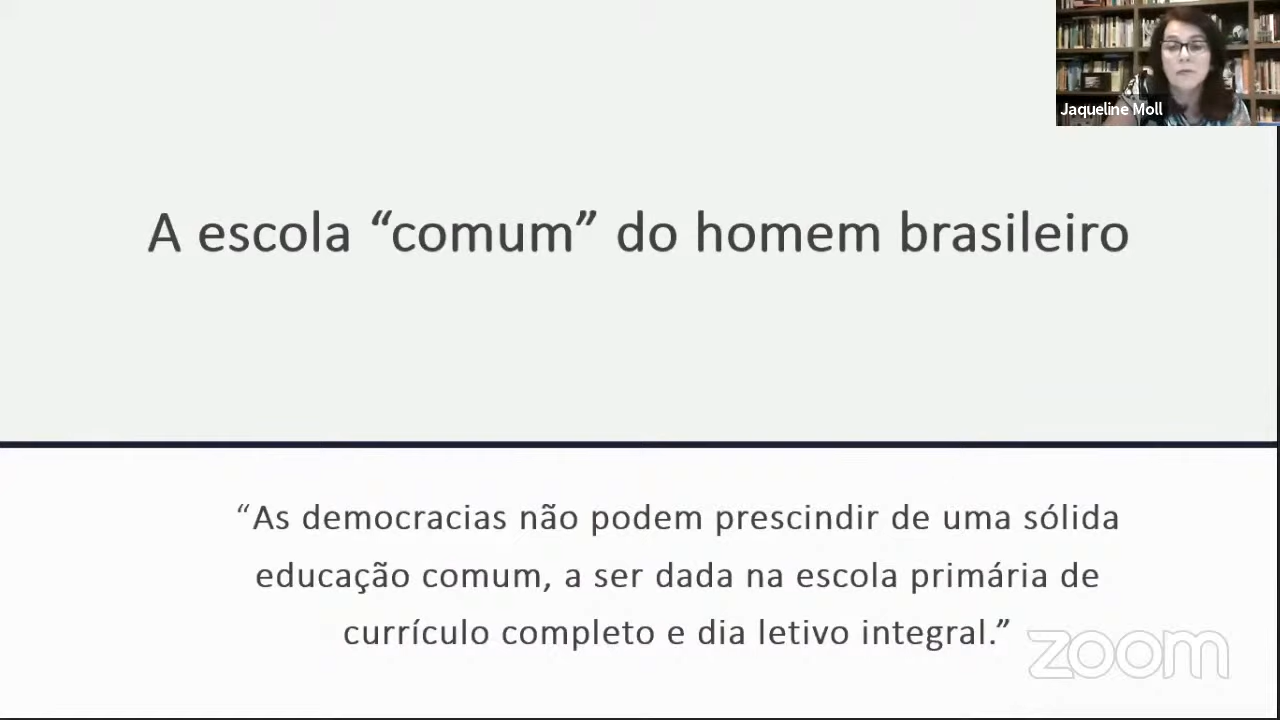 Jaqueline Moll
A escola “comum” do homem brasileiro
“As democracias não podem prescindir de uma sólida
educação comum, a ser dada na escola primária de
currículo completo e dia letivo integral.”
zoom